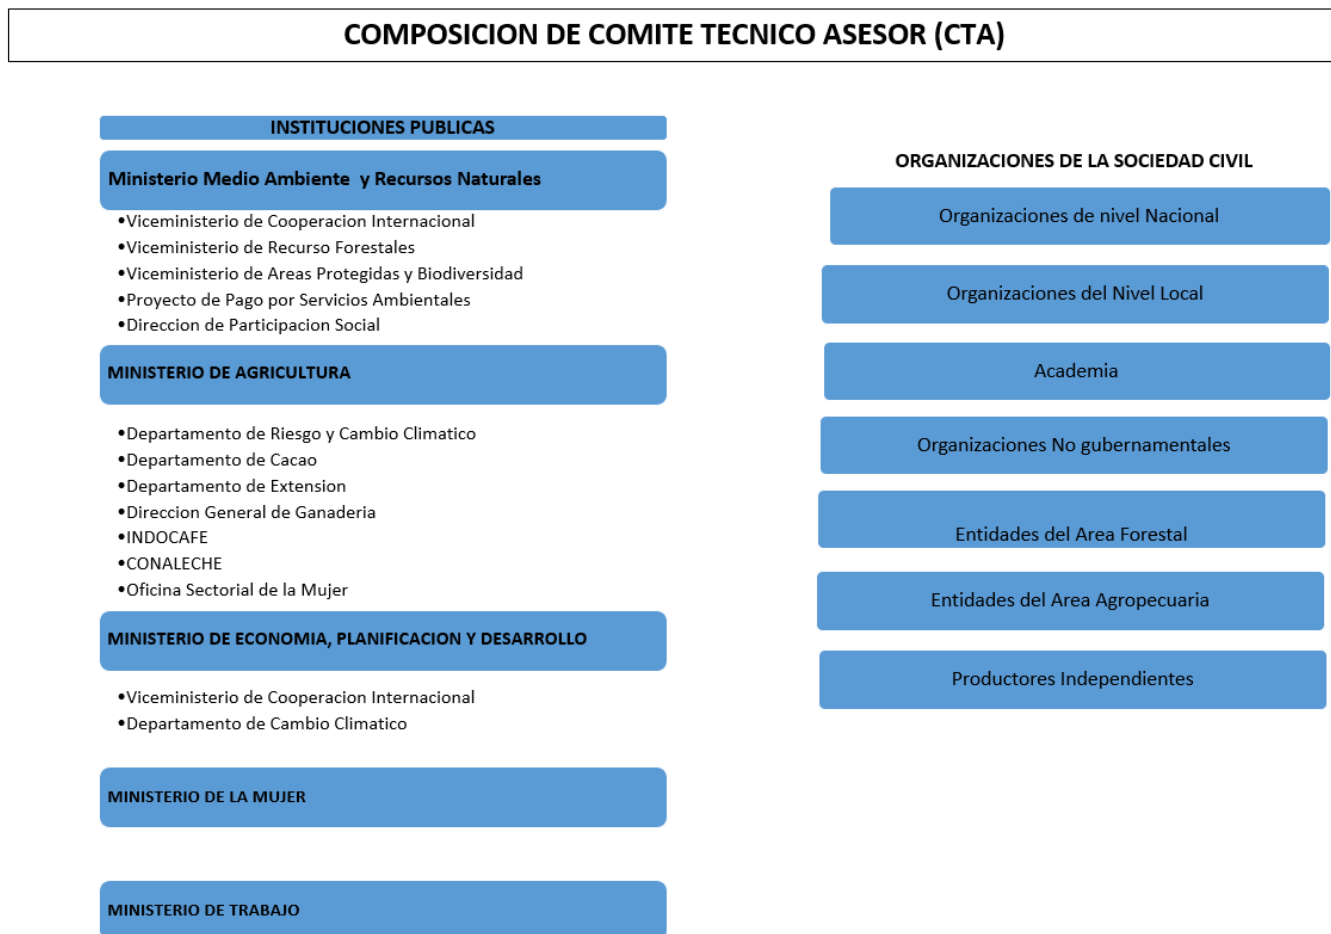 COMPOSICION DE COMITE TECNICO ASESOR (CTA)
INSTITUCIONES PUBLICAS
Ministerio Medio Ambiente y Recursos Naturales
•Viceministerio de Cooperacion Internacional
•Viceministerio de Recurso Forestales
•Viceministerio de Areas Protegidas y Biodiversidad
•Proyecto de Pago por Servicios Ambientales
•Direccion de Participacion Social
MINISTERIO DE AGRICULTURA
•Departamento de Riesgo y Cambio Climatico
•Departamento de Cacao
•Departamento de Extension
•Direccion General de Ganaderia
•INDOCAFE
•CONALECHE
•Oficina Sectorial de la Mujer
MINISTERIO DE ECONOMIA, PLANIFICACION Y DESARROLLO
•Viceministerio de Cooperacion Internacional
•Departamento de Cambio Climatico
MINISTERIO DE LA MUJER
MINISTERIO DE TRABAJO
ORGANIZACIONES DE LA SOCIEDAD CIVIL
Organizaciones de nivel Nacional
Organizaciones del Nivel Local
Academia
Organizaciones No gubernamentales
Entidades del Area Forestal
Entidades del Area Agropecuaria
Productores Independientes